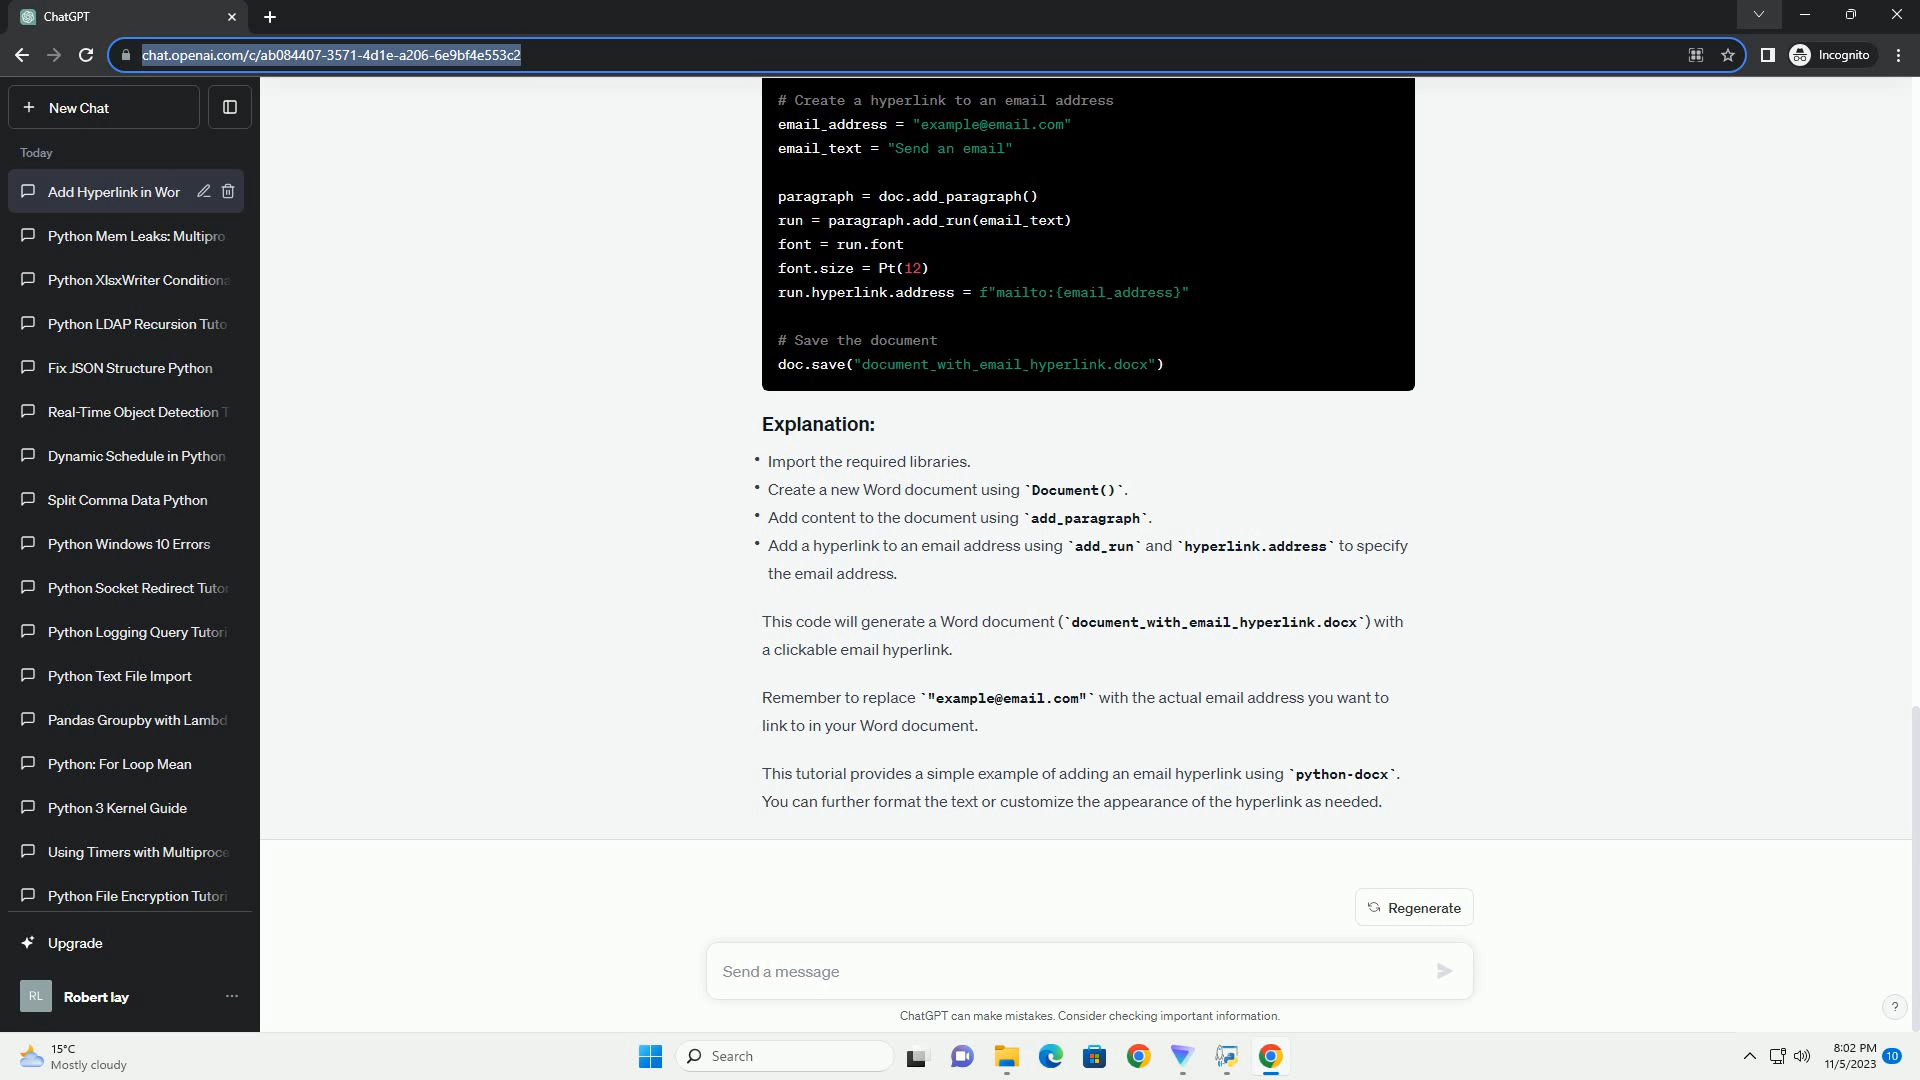 ChatGPT
chat.openai.com/c/ab084407-3571-4d1e-a206-6e9bf4e553c2
Incognito
New Chat
Today
Add Hyperlink in Wor
Python Mem Leaks: Multipro
Python XlsxWriter Conditiona
Python LDAP Recursion Tuto
Fix JSON Structure Python
Real-Time Object Detection T
Dynamic Schedule in Python
Split Comma Data Python
Python Windows 10 Errors
Python Socket Redirect Tutor
Python Logging Query Tutori
Python Text File Import
Pandas Groupby with Lambd
Python: For Loop Mean
Python 3 Kernel Guide
Using Timers with Multiproce
Python File Encryption Tutori
Upgrade
RL
Robert lay
# Create a hyperlink to an email address
email_address = "example@email.com"
email_text = "Send an email"
paragraph = doc.add_paragraph()
run = paragraph.add_run(email_text)
font = run.font
font.size = Pt(12)
run.hyperlink.address = f"mailto:{email_address}"
# Save the document
doc.save("document_with_email_hyperlink.docx")
Explanation:
• Import the required libraries.
• Create a new Word document using `Document()`.
• Add content to the document using `add_paragraph`.
• Add a hyperlink to an email address using `add_run` and `hyperlink.address` to specify
the email address.
This code will generate a Word document (`document_with_email_hyperlink.docx`) with
a clickable email hyperlink.
Remember to replace `"example@email.com"` with the actual email address you want to
link to in your Word document.
This tutorial provides a simple example of adding an email hyperlink using `python-docx`.
You can further format the text or customize the appearance of the hyperlink as needed.
Regenerate
Send a message
ChatGPT can make mistakes. Consider checking important information.
?
15°C
Mostly cloudy
Search
8:02 PM
11/5/2023
10